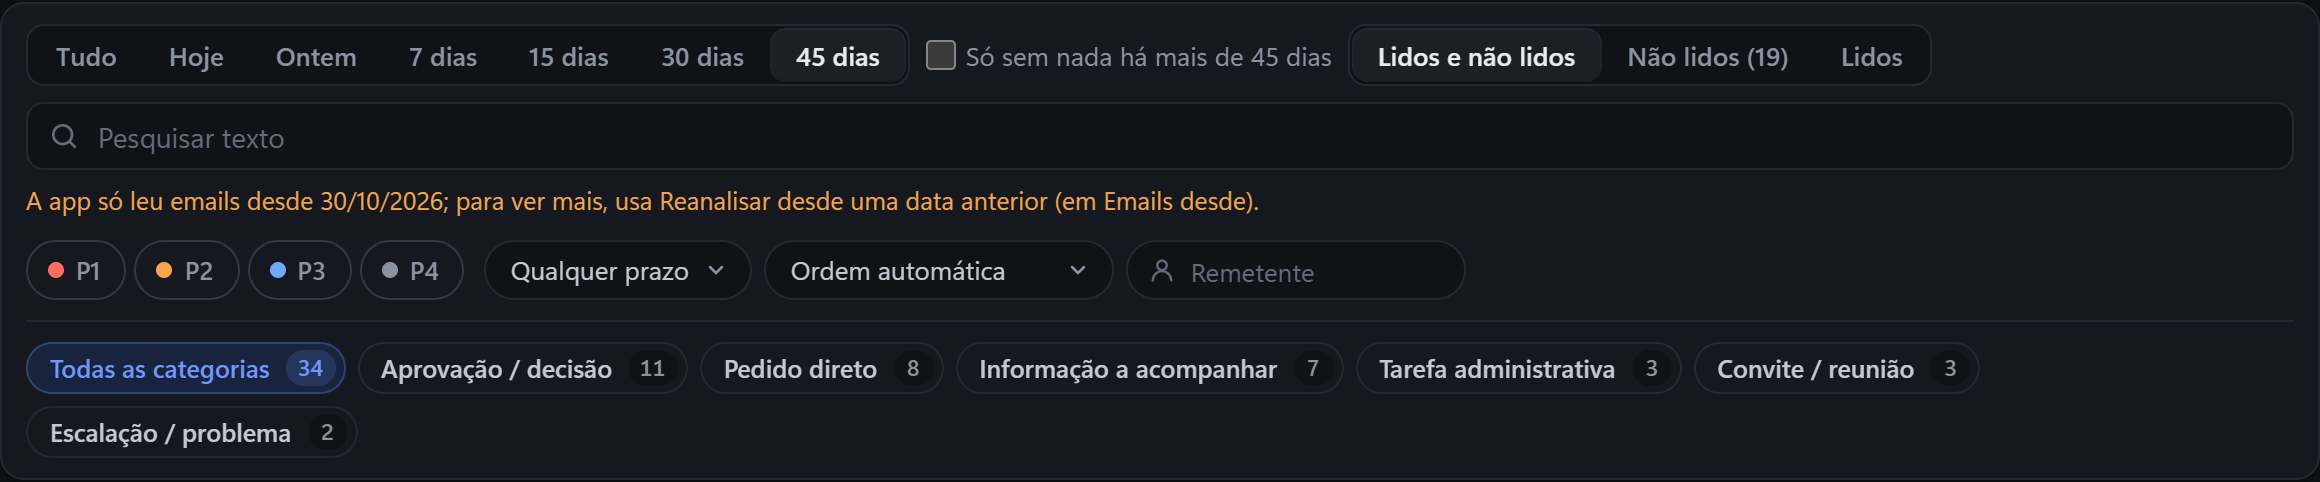 Tudo Hoje Ontem 7 dias 15 dias 30 dias 45 dias Só sem nada há mais de 45 dias Lidos e não lidos Não lidos (19) Lidos
Pesquisar texto
A app só leu emails desde 30/10/2026; para ver mais, usa Reanalisar desde uma data anterior (em Emails desde).
P1 P2 P3 P4 Qualquer prazo Ordem automática Remetente
Todas as categorias 34 Aprovação / decisão 11 Pedido direto 8 Informação a acompanhar 7 Tarefa administrativa 3 Convite / reunião 3
Escalação / problema 2